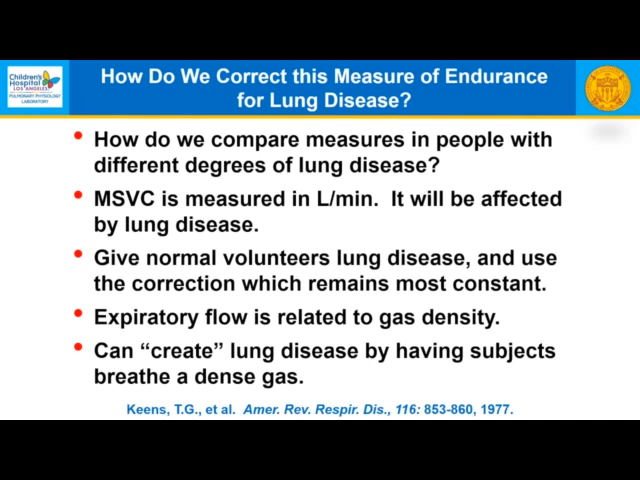 Children's
Hospital
LOS ANGELES
PULMONARY PHYSIOLOGY
LABORATORY
How Do We Correct this Measure of Endurance
for Lung Disease?
• How do we compare measures in people with
different degrees of lung disease?
• MSVC is measured in L/min.  It will be affected
by lung disease.
• Give normal volunteers lung disease, and use
the correction which remains most constant.
• Expiratory flow is related to gas density.
• Can “create” lung disease by having subjects
breathe a dense gas.
Keens, T.G., et al.  Amer. Rev. Respir. Dis., 116: 853-860, 1977.